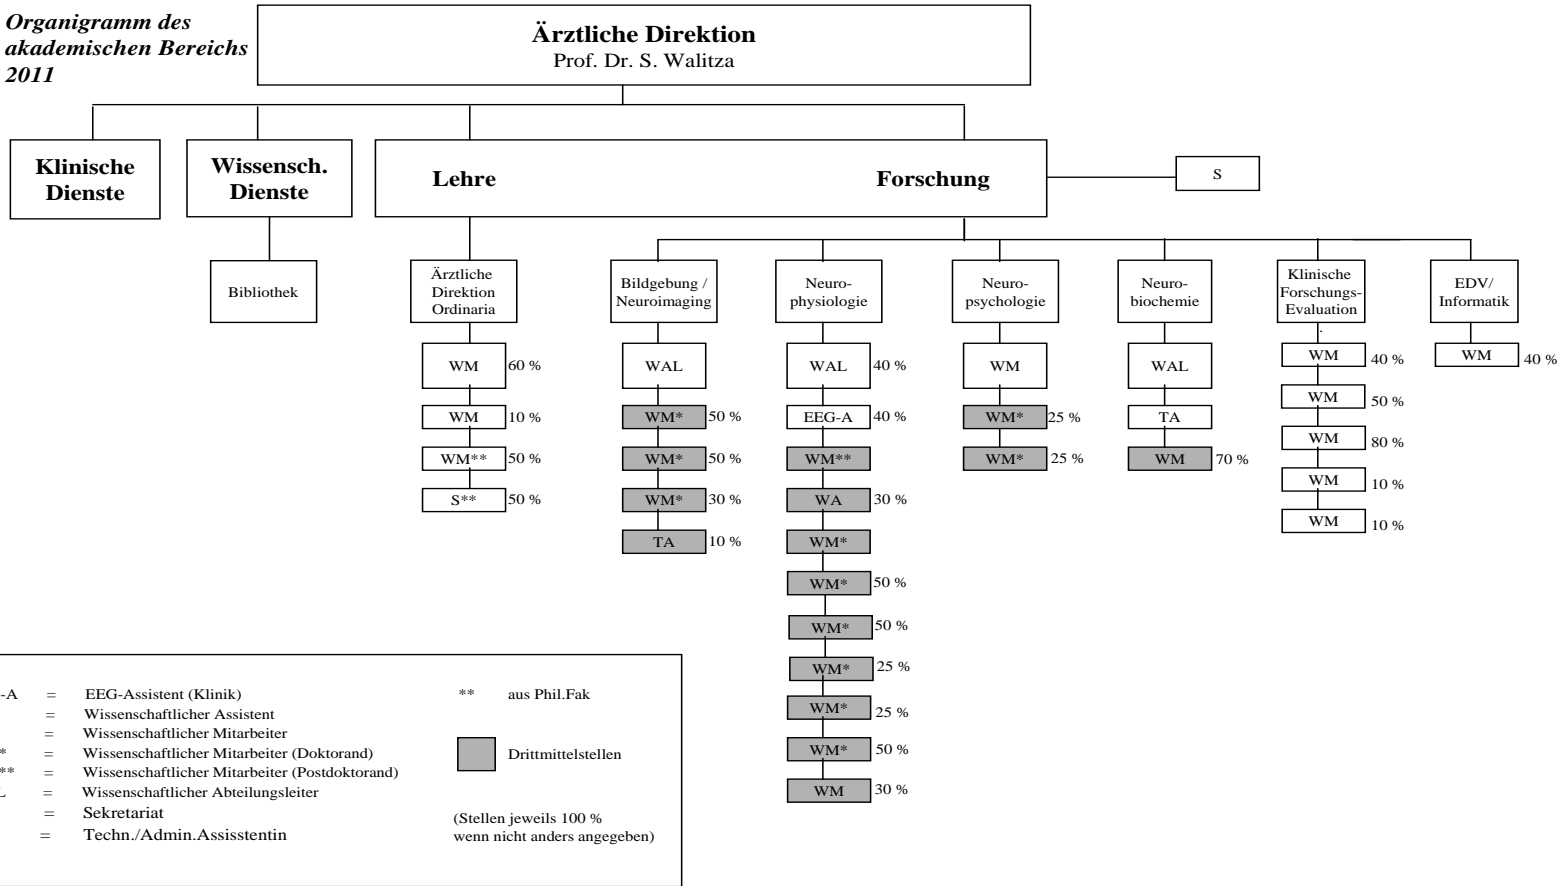 Organigramm des
akademischen Bereichs
2011
Ärztliche Direktion
Prof. Dr. S. Walitza
Klinische
Dienste
Wissensch.
Dienste
Lehre
Forschung
S
Bibliothek
Ärztliche
Direktion
Ordinaria
WM 60 %
WM 10 %
WM** 50 %
S** 50 %
Bildgebung /
Neuroimaging
WAL
WM* 50 %
WM* 50 %
WM* 30 %
TA 10 %
Neuro-
physiologie
WAL 40 %
EEG-A 40 %
WM**
WA 30 %
WM*
WM* 50 %
WM* 50 %
WM* 25 %
WM* 25 %
WM* 50 %
WM 30 %
Neuro-
psychologie
WM
WM* 25 %
WM* 25 %
Neuro-
biochemie
WAL
TA
WM 70 %
Klinische
Forschungs-
Evaluation
.
WM 40 %
WM 50 %
WM 80 %
WM 10 %
WM 10 %
EDV/
Informatik
WM 40 %
-A = EEG-Assistent (Klinik)
= Wissenschaftlicher Assistent
= Wissenschaftlicher Mitarbeiter
* = Wissenschaftlicher Mitarbeiter (Doktorand)
** = Wissenschaftlicher Mitarbeiter (Postdoktorand)
L = Wissenschaftlicher Abteilungsleiter
= Sekretariat
= Techn./Admin.Assisstentin
** aus Phil.Fak
Drittmittelstellen
(Stellen jeweils 100 %
wenn nicht anders angegeben)